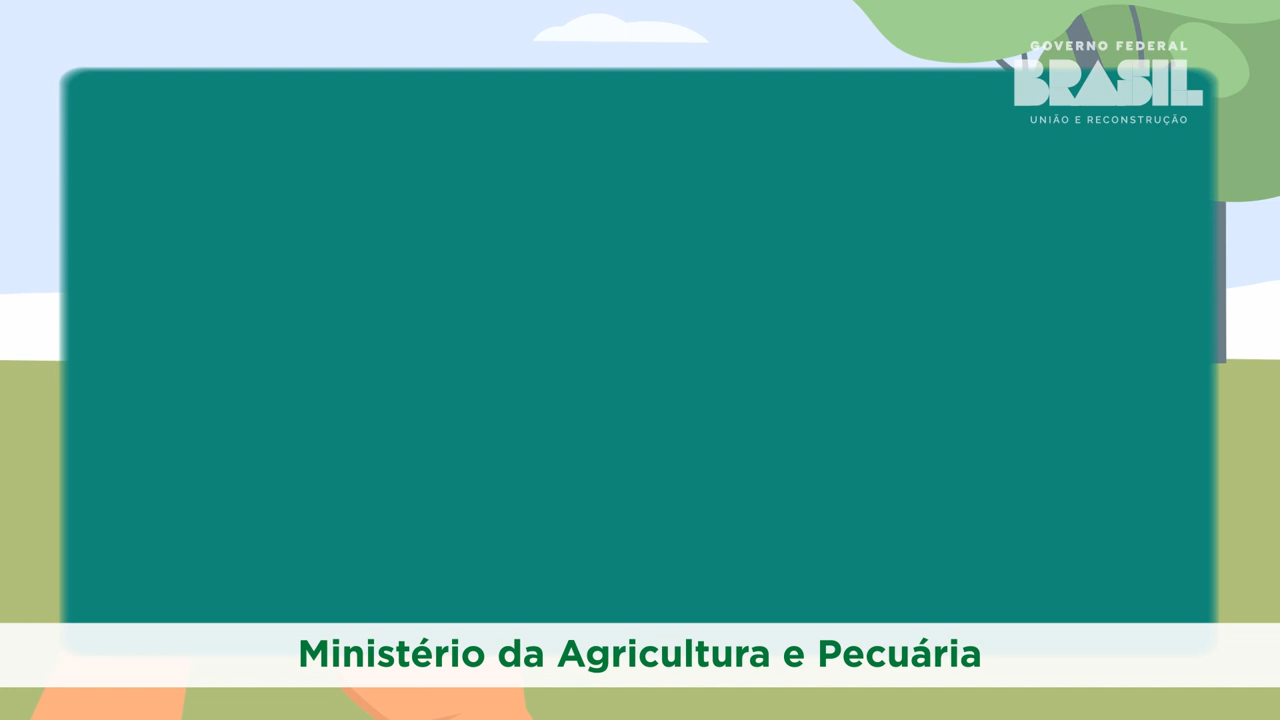 GOVERNO FEDERAL
BRASIL
UNIÃO E RECONSTRUÇÃO
Ministério da Agricultura e Pecuária